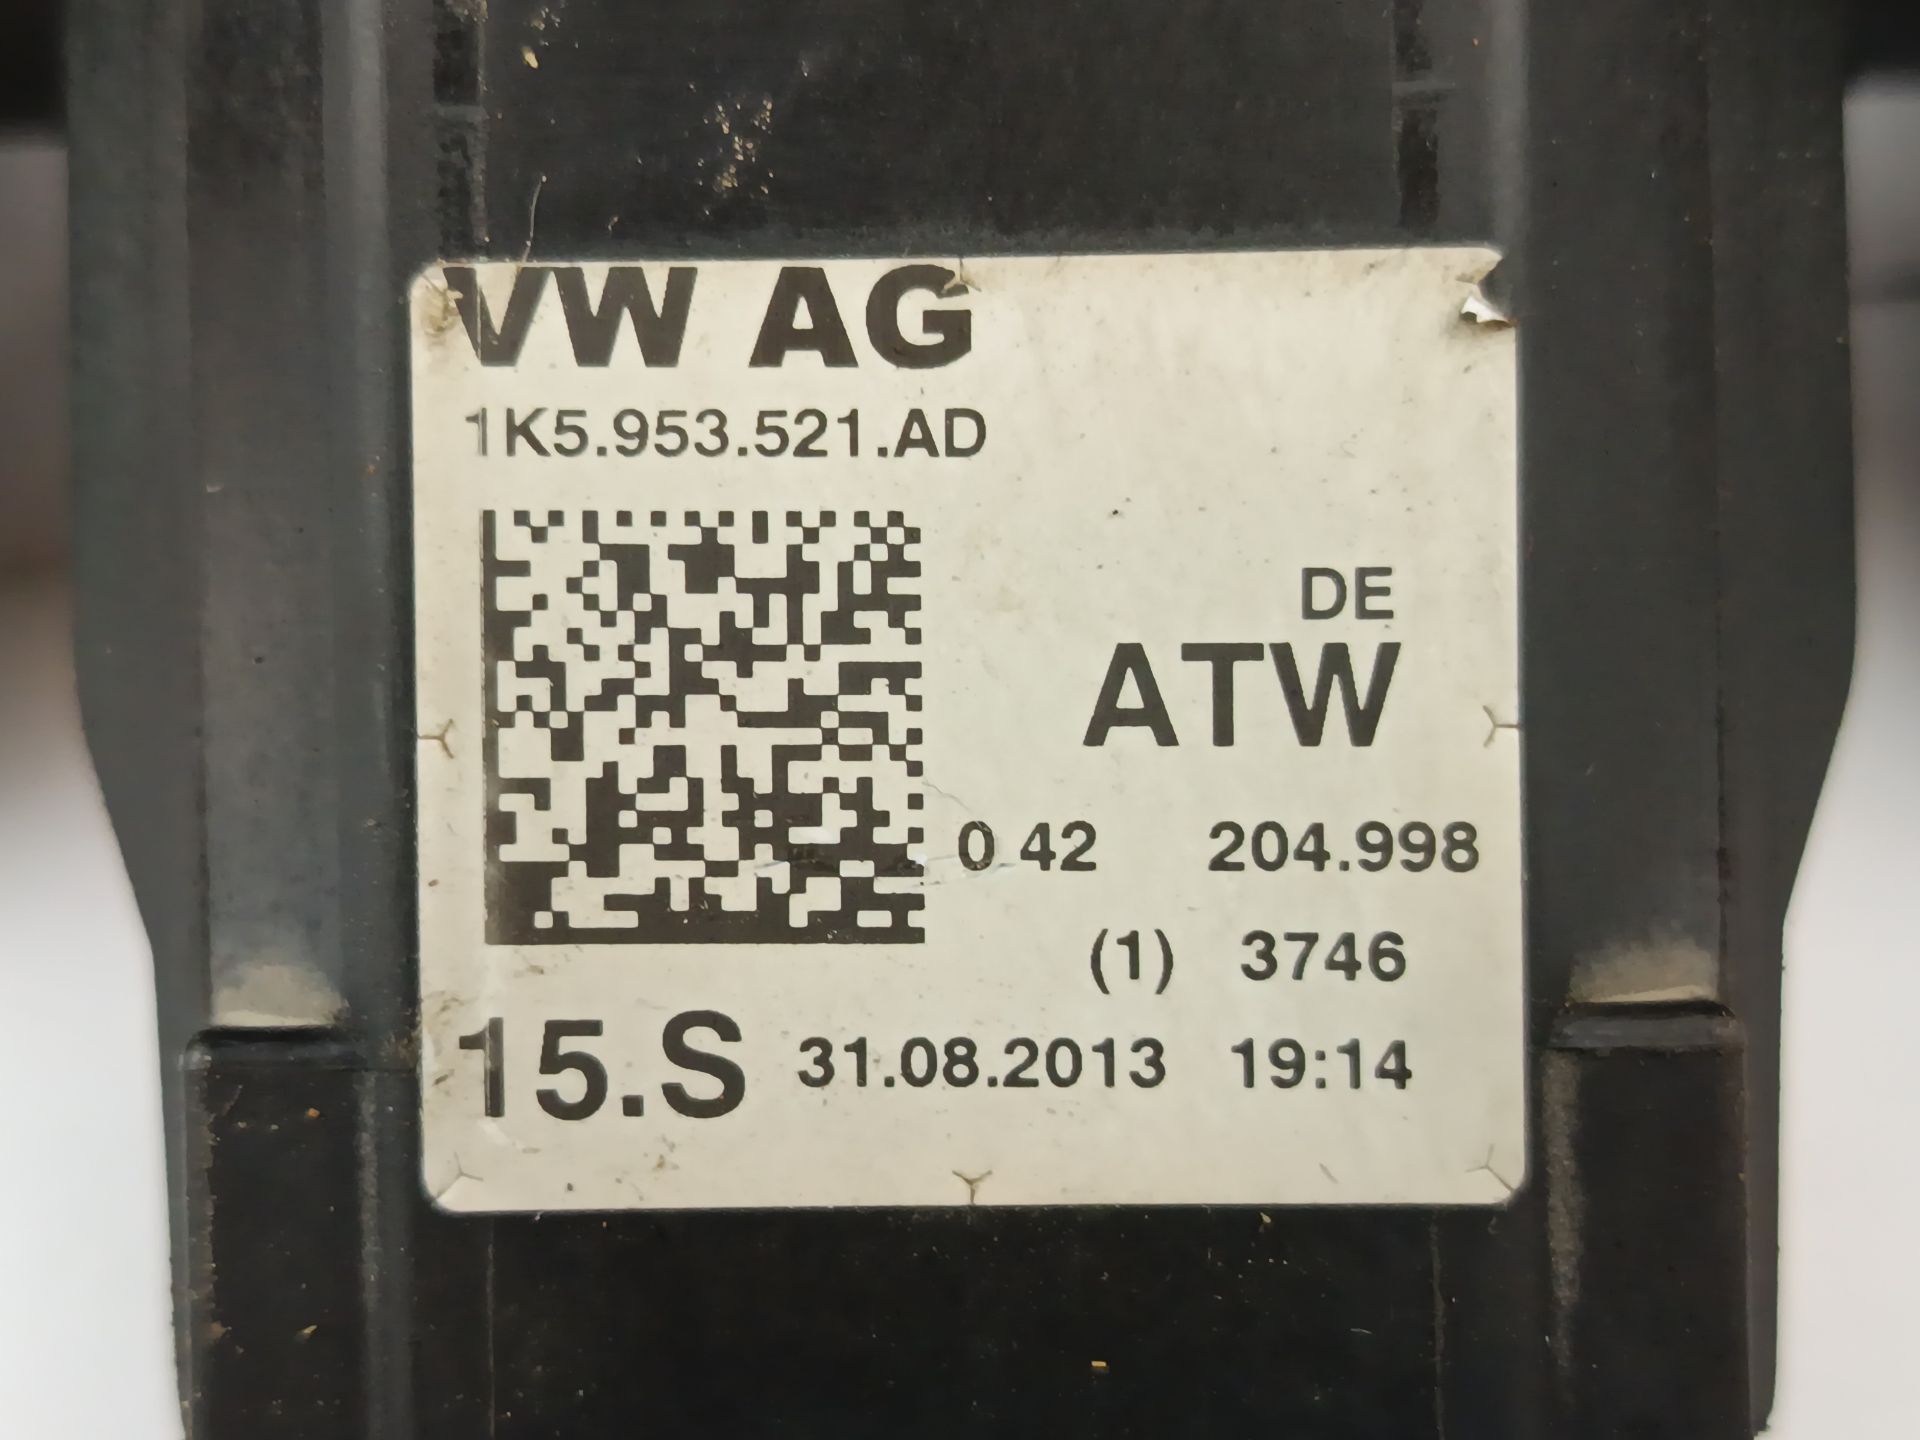 VW AG
1K5.953.521.AD
DE
ATW
0 42 204.998
(1) 3746
15.S 31.08.2013 19:14